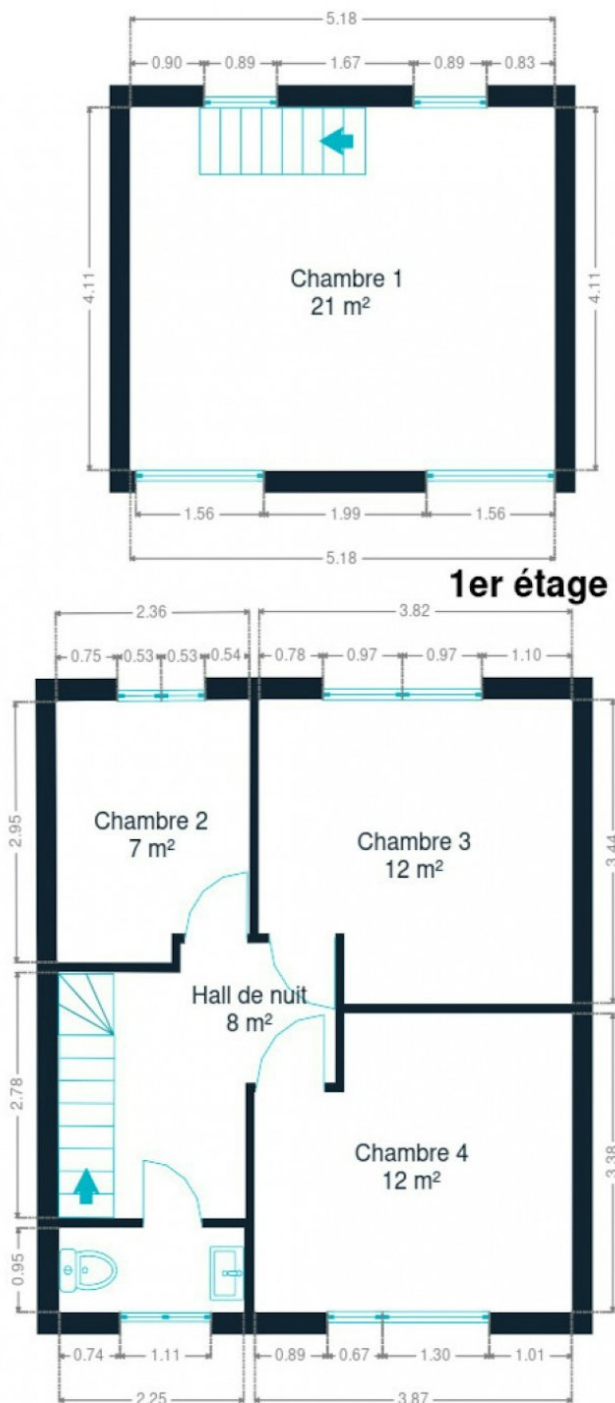 5.18
0.90 0.89 1.67 0.89 0.83
4.11
4.11
Chambre 1
21 m²
1.56 1.99 1.56
5.18
1er étage
2.36 3.82
0.75 0.53 0.53 0.54 0.78 0.97 0.97 1.10
2.95
3.44
Chambre 2
7 m²
Chambre 3
12 m²
Hall de nuit
8 m²
2.78
3.38
Chambre 4
12 m²
0.95
0.74 1.11 0.89 0.67 1.30 1.01
2.25 3.87